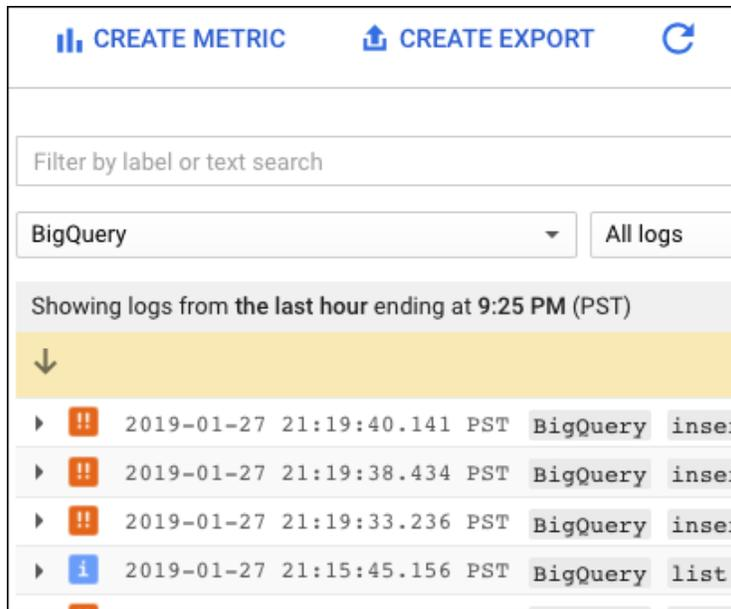 CREATE METRIC CREATE EXPORT
Filter by label or text search
BigQuery All logs
Showing logs from the last hour ending at 9:25 PM (PST)
!! 2019-01-27 21:19:40.141 PST BigQuery
!! 2019-01-27 21:19:38.434 PST BigQuery
!! 2019-01-27 21:19:33.236 PST BigQuery
i 2019-01-27 21:15:45.156 PST BigQuery list